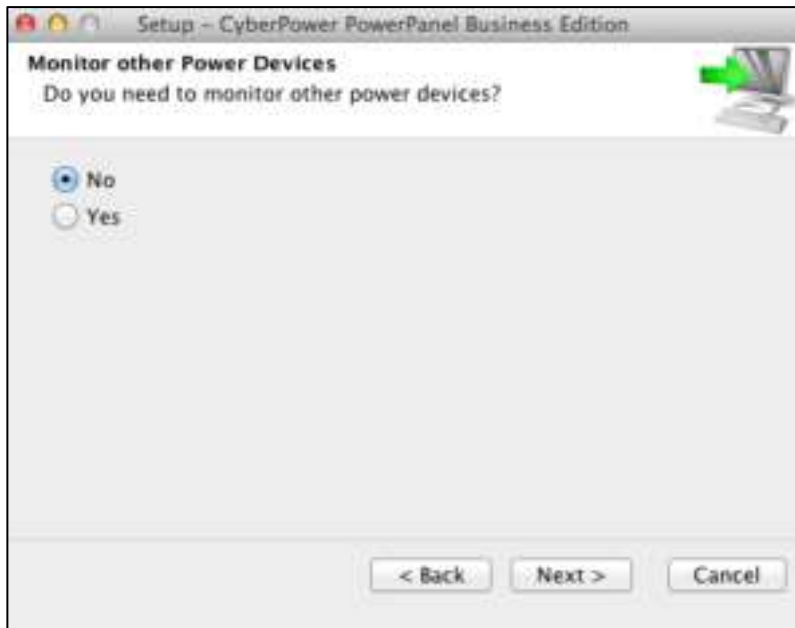 Setup – CyberPower PowerPanel Business Edition
Monitor other Power Devices
Do you need to monitor other power devices?
No
Yes
< Back Next > Cancel